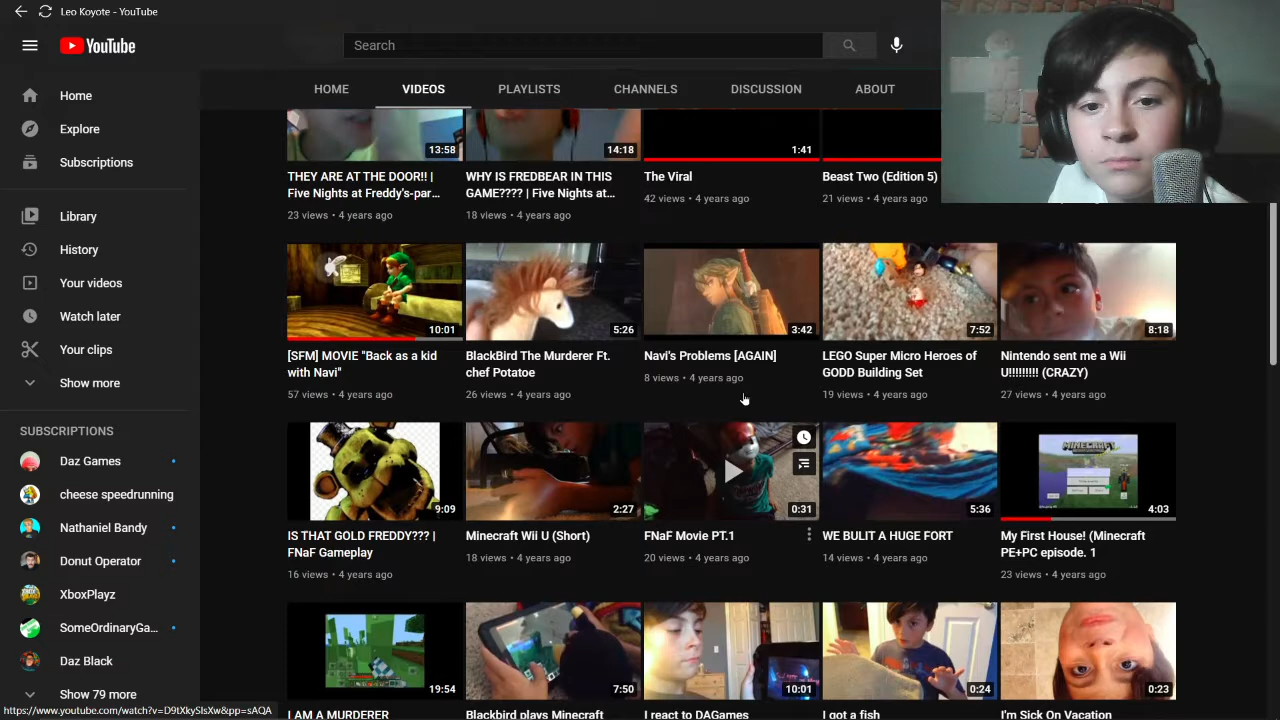 Leo Koyote - YouTube
YouTube
Search
HOME
VIDEOS
PLAYLISTS
CHANNELS
DISCUSSION
ABOUT
Home
Explore
Subscriptions
Library
History
Your videos
Watch later
Your clips
Show more
SUBSCRIPTIONS
Daz Games
cheese speedrunning
Nathaniel Bandy
Donut Operator
XboxPlayz
SomeOrdinaryGa...
Daz Black
Show 79 more
https://www.youtube.com/watch?v=D9tXkySlsXw&pp=sAQA
13:58
THEY ARE AT THE DOOR!! |
Five Nights at Freddy's-par...
23 views • 4 years ago
14:18
WHY IS FREDBEAR IN THIS
GAME???? | Five Nights at...
18 views • 4 years ago
1:41
The Viral
42 views • 4 years ago
Beast Two (Edition 5)
21 views • 4 years ago
10:01
[SFM] MOVIE "Back as a kid
with Navi"
57 views • 4 years ago
5:26
BlackBird The Murderer Ft.
chef Potatoe
26 views • 4 years ago
3:42
Navi's Problems [AGAIN]
8 views • 4 years ago
7:52
LEGO Super Micro Heroes of
GODD Building Set
19 views • 4 years ago
8:18
Nintendo sent me a Wii
U!!!!!!!!! (CRAZY)
27 views • 4 years ago
9:09
IS THAT GOLD FREDDY??? |
FNaF Gameplay
16 views • 4 years ago
2:27
Minecraft Wii U (Short)
18 views • 4 years ago
0:31
FNaF Movie PT.1
20 views • 4 years ago
5:36
WE BULIT A HUGE FORT
14 views • 4 years ago
MINECRAFT
4:03
My First House! (Minecraft
PE+PC episode. 1
23 views • 4 years ago
19:54
I AM A MURDERER
7:50
Blackbird plays Minecraft
10:01
I react to DAGames
0:24
I got a fish
0:23
I'm Sick On Vacation